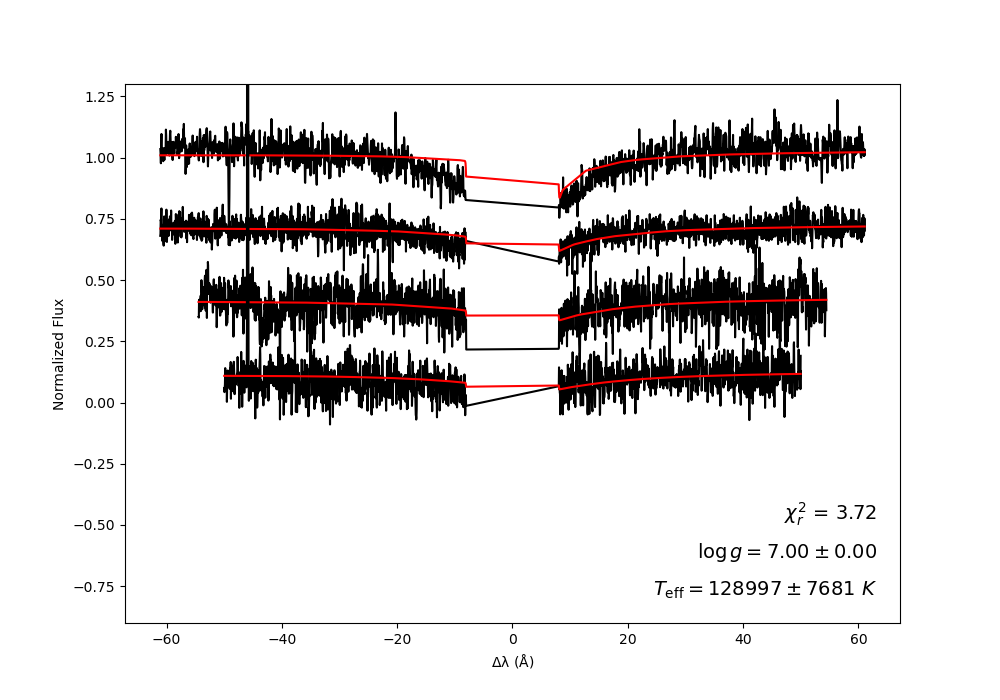 1.25
1.00
0.75
0.50
0.25
0.00
−0.25
−0.50
−0.75
Normalized Flux
χ²ᵣ = 3.72
log g = 7.00 ± 0.00
T_eff = 128997 ± 7681 K
−60 −40 −20 0 20 40 60
Δλ (Å)